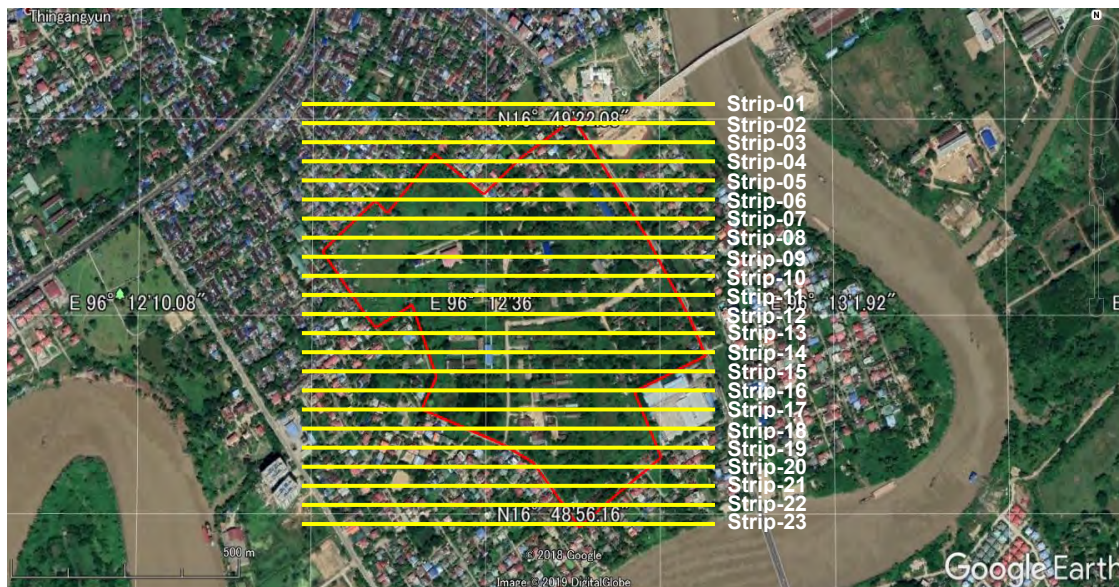 Thingangyun
N
Strip-01
N16° 49'22.08"
Strip-02
Strip-03
Strip-04
Strip-05
Strip-06
Strip-07
Strip-08
Strip-09
Strip-10
Strip-11
E 96° 12'10.08"
E 96° 12'36
13'1.92"
E
Strip-12
Strip-13
Strip-14
Strip-15
Strip-16
Strip-17
Strip-18
Strip-19
Strip-20
Strip-21
Strip-22
N16° 48'56.16
Strip-23
500 m
© 2018 Google
Image © 2019 DigitalGlobe
Google Earth